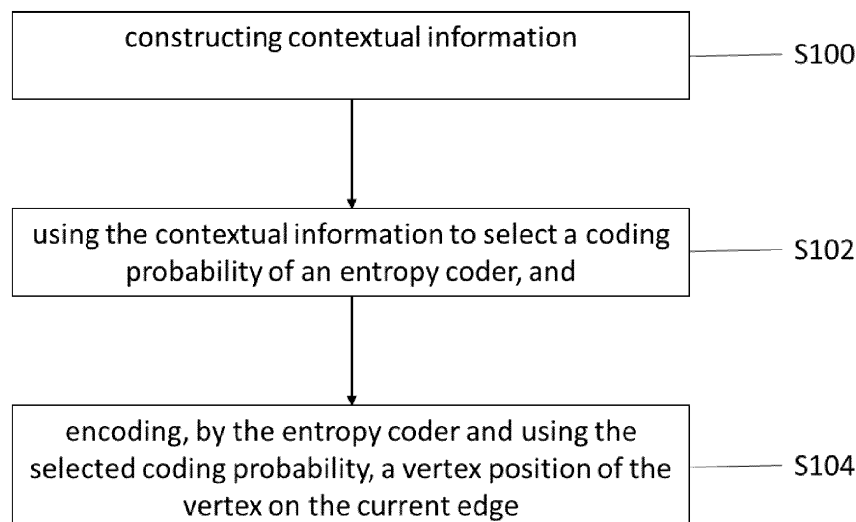 constructing contextual information
S100
using the contextual information to select a coding
probability of an entropy coder, and
S102
encoding, by the entropy coder and using the
selected coding probability, a vertex position of the
vertex on the current edge
S104